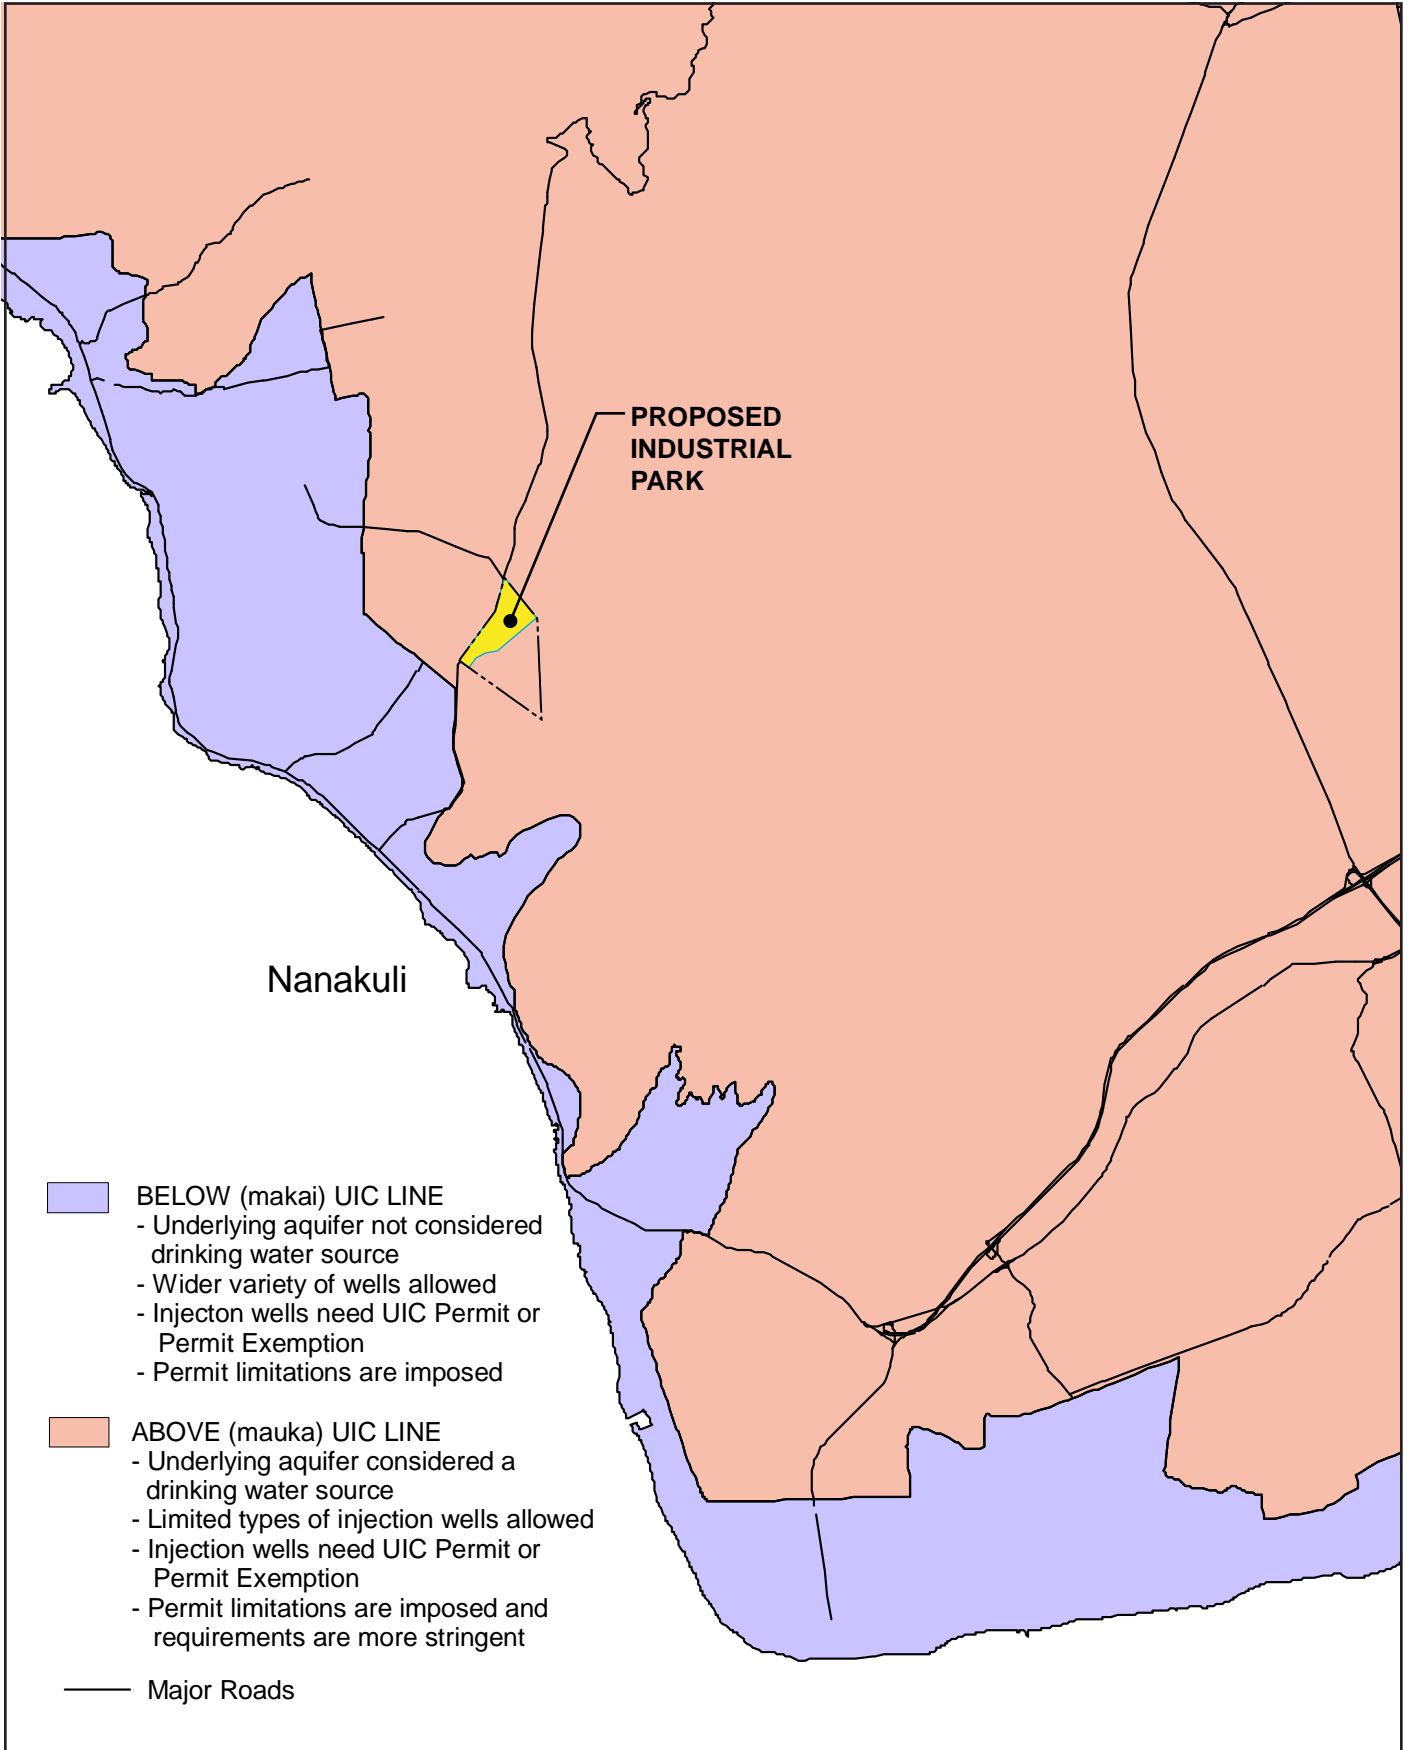 PROPOSED
INDUSTRIAL
PARK
Nanakuli
BELOW (makai) UIC LINE
- Underlying aquifer not considered
drinking water source
- Wider variety of wells allowed
- Injecton wells need UIC Permit or
Permit Exemption
- Permit limitations are imposed
ABOVE (mauka) UIC LINE
- Underlying aquifer considered a
drinking water source
- Limited types of injection wells allowed
- Injection wells need UIC Permit or
Permit Exemption
- Permit limitations are imposed and
requirements are more stringent
Major Roads